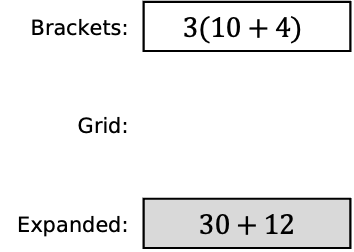 Brackets: 3(10 + 4)
Grid:
Expanded: 30 + 12